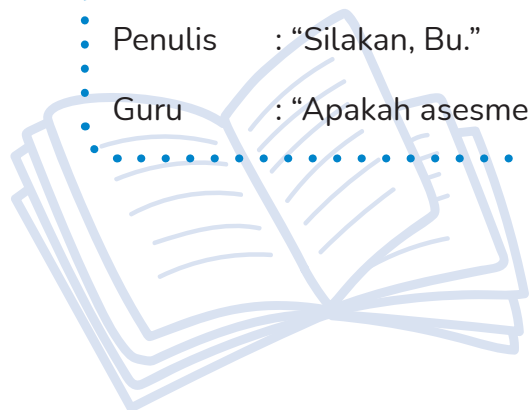 Penulis : “Silakan, Bu.”
Guru : “Apakah asesme